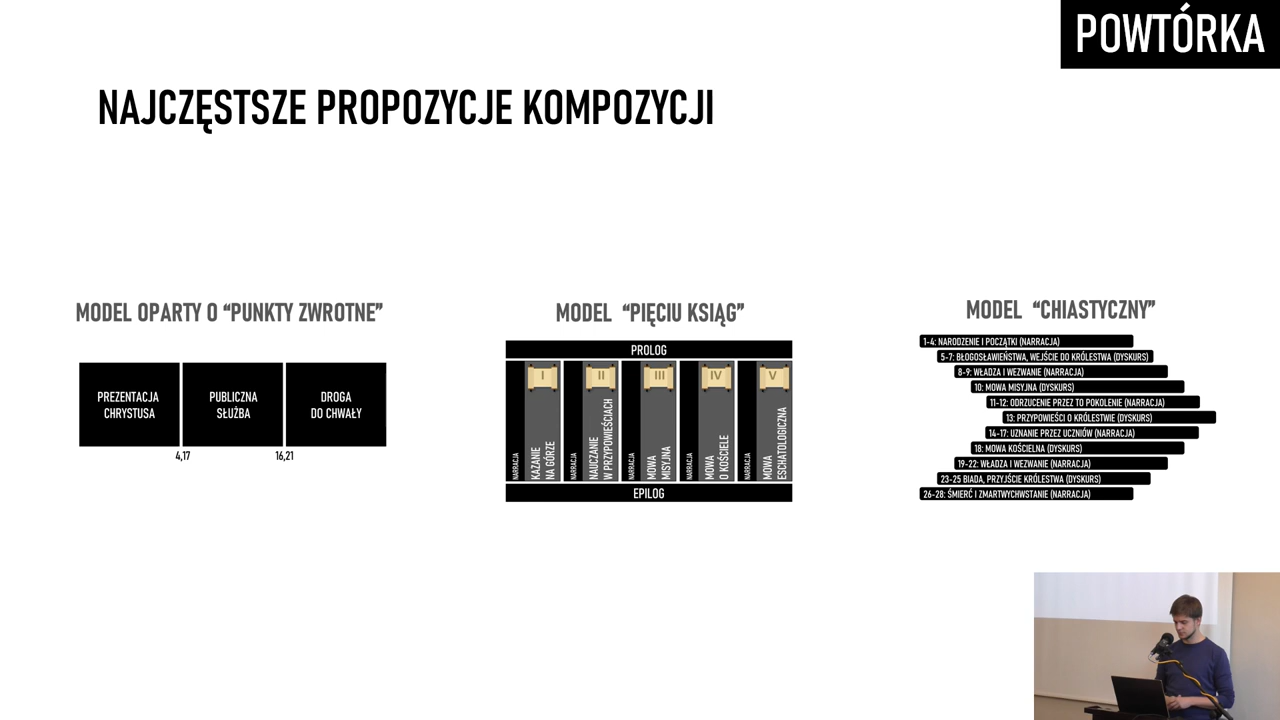 POWTÓRKA
NAJCZĘSTSZE PROPOZYCJE KOMPOZYCJI
MODEL OPARTY O “PUNKTY ZWROTNE”
PREZENTACJA
CHRYSTUSA
PUBLICZNA
SŁUŻBA
DROGA
DO CHWAŁY
4,17
16,21
MODEL “PIĘCIU KSIĄG”
PROLOG
I
II
III
IV
V
NARRACJA
KAZANIE
NA GÓRZE
NARRACJA
NAUCZANIE
W PRZYPOWIEŚCIACH
NARRACJA
MOWA
MISYJNA
NARRACJA
MOWA
O KOŚCIELE
NARRACJA
MOWA
ESCHATOLOGICZNA
EPILOG
MODEL “CHIASTYCZNY”
1-4: NARODZENIE I POCZĄTKI (NARRACJA)
5-7: BŁOGOSŁAWIEŃSTWA, WEJŚCIE DO KRÓLESTWA (DYSKURS)
8-9: WŁADZA I WEZWANIE (NARRACJA)
10: MOWA MISYJNA (DYSKURS)
11-12: ODRZUCENIE PRZEZ TO POKOLENIE (NARRACJA)
13: PRZYPOWIEŚCI O KRÓLESTWIE (DYSKURS)
14-17: UZNANIE PRZEZ UCZNIÓW (NARRACJA)
18: MOWA KOŚCIELNA (DYSKURS)
19-22: WŁADZA I WEZWANIE (NARRACJA)
23-25 BIADA, PRZYJŚCIE KRÓLESTWA (DYSKURS)
26-28: ŚMIERĆ I ZMARTWYCHWSTANIE (NARRACJA)